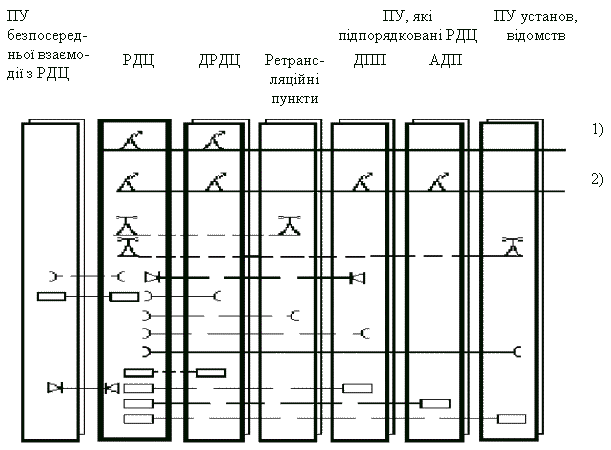 ПУ
безпосеред-
ньої взаємо-
дії з РДЦ
РДЦ
ДРДЦ
Ретранс-
ляційні
пункти
ПУ, які
підпорядковані РДЦ
ДПП
АДП
ПУ установ,
відомств
1)
2)